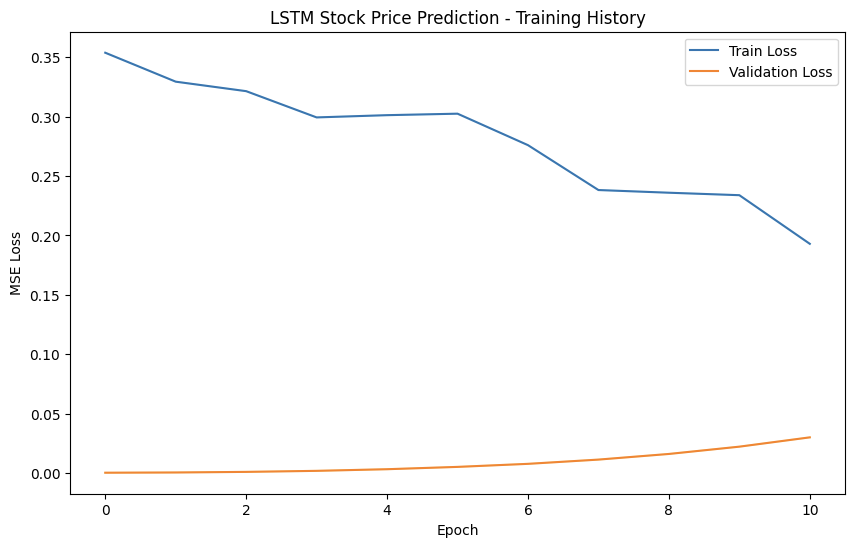 LSTM Stock Price Prediction - Training History
Train Loss
Validation Loss
0.35
0.30
0.25
0.20
0.15
0.10
0.05
0.00
MSE Loss
0 2 4 6 8 10
Epoch